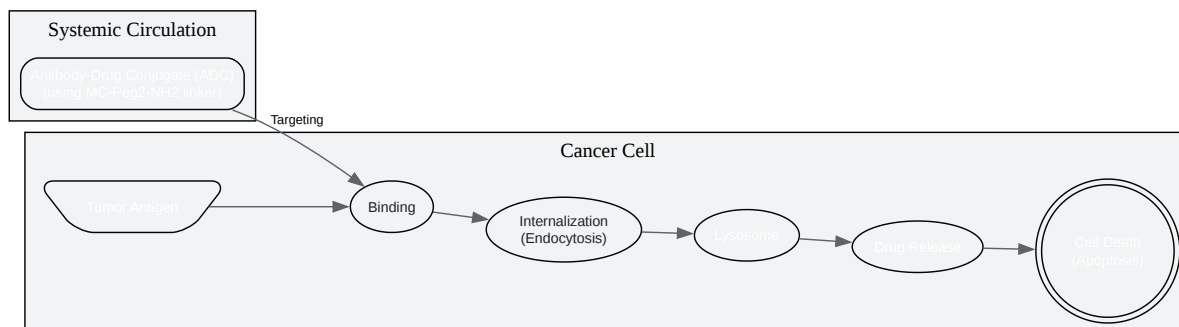 Systemic Circulation
Antibody-Drug Conjugate (ADC)
(using MC-Peg2-NH2 linker)
Targeting
Cancer Cell
Tumor Antigen
Binding
Internalization
(Endocytosis)
Lysosome
Drug Release
Cell Death
(Apoptosis)